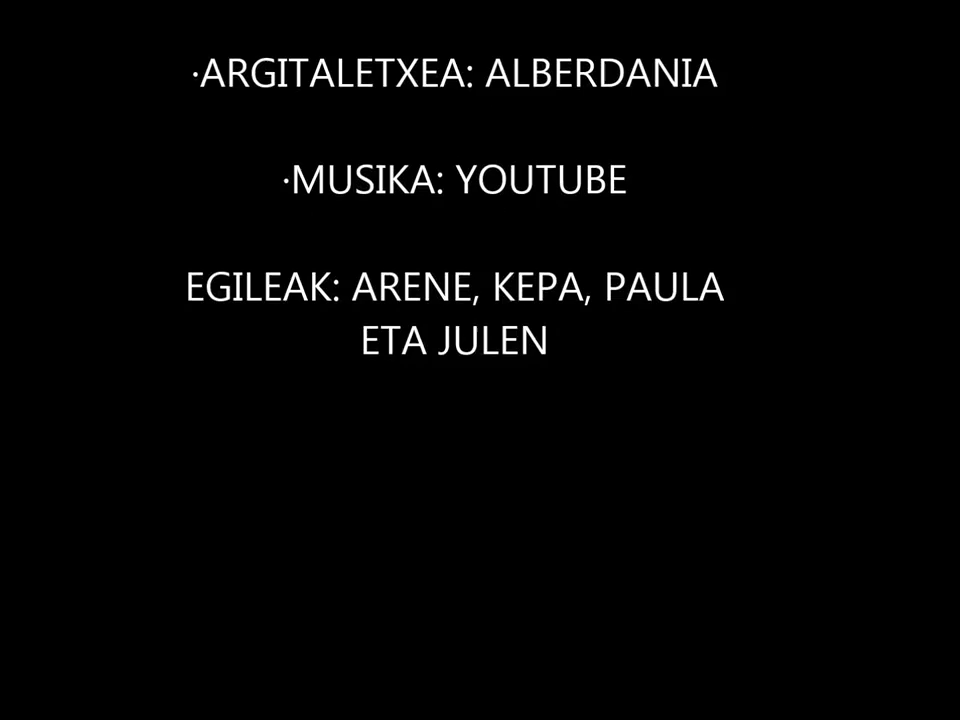 ·ARGITALETXEA: ALBERDANIA
·MUSIKA: YOUTUBE
EGILEAK: ARENE, KEPA, PAULA
ETA JULEN